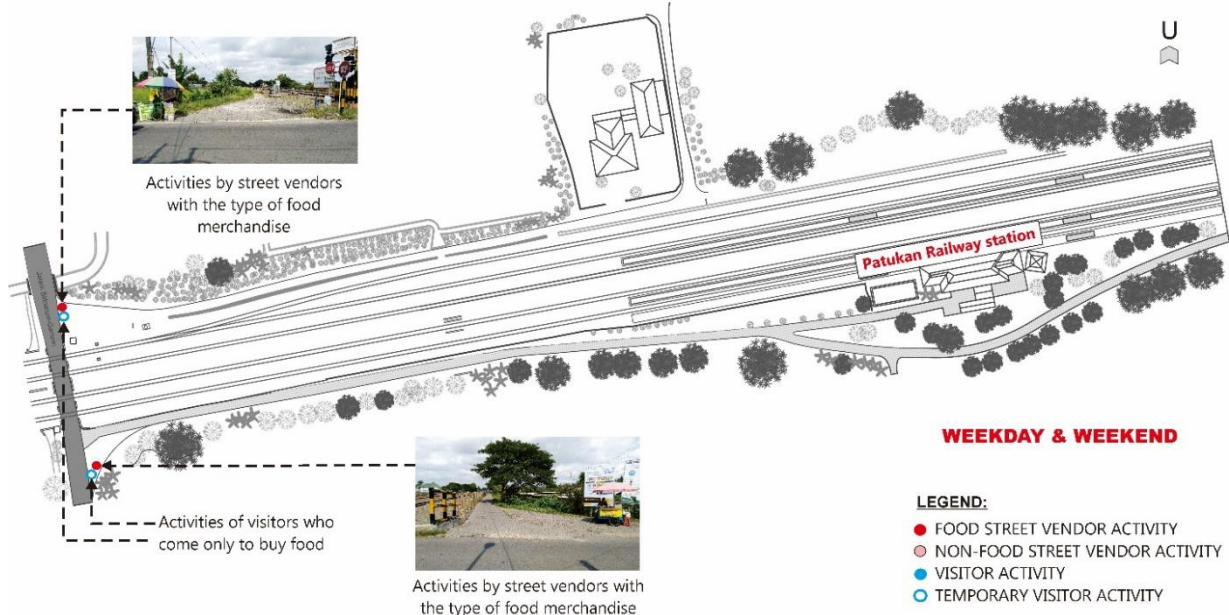 U
Activities by street vendors
with the type of food
merchandise
Patukan Railway station
WEEKDAY & WEEKEND
LEGEND:
FOOD STREET VENDOR ACTIVITY
NON-FOOD STREET VENDOR ACTIVITY
VISITOR ACTIVITY
TEMPORARY VISITOR ACTIVITY
Activities of visitors who
come only to buy food
Activities by street vendors with
the type of food merchandise